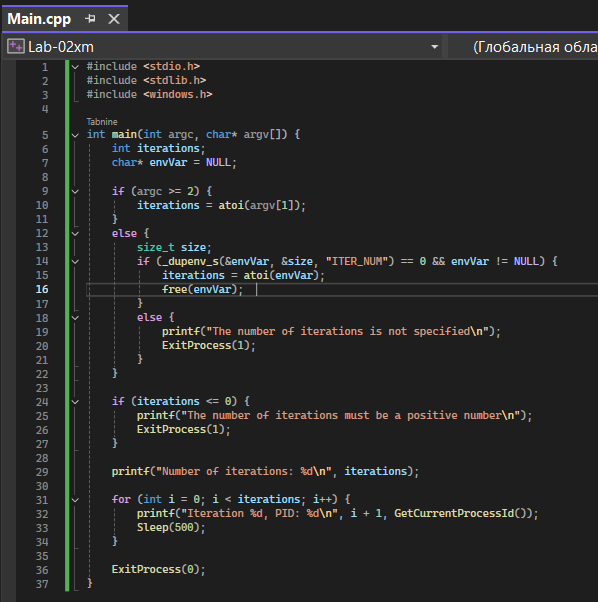 Main.cpp
Lab-02xm (Глобальная обла
1 #include <stdio.h>
2 #include <stdlib.h>
3 #include <windows.h>
4
Tabnine
5 int main(int argc, char* argv[]) {
6     int iterations;
7     char* envVar = NULL;
8
9     if (argc >= 2) {
10         iterations = atoi(argv[1]);
11     }
12     else {
13         size_t size;
14         if (_dupenv_s(&envVar, &size, "ITER_NUM") == 0 && envVar != NULL) {
15             iterations = atoi(envVar);
16             free(envVar);
17         }
18         else {
19             printf("The number of iterations is not specified\n");
20             ExitProcess(1);
21         }
22     }
23
24     if (iterations <= 0) {
25         printf("The number of iterations must be a positive number\n");
26         ExitProcess(1);
27     }
28
29     printf("Number of iterations: %d\n", iterations);
30
31     for (int i = 0; i < iterations; i++) {
32         printf("Iteration %d, PID: %d\n", i + 1, GetCurrentProcessId());
33         Sleep(500);
34     }
35
36     ExitProcess(0);
37 }